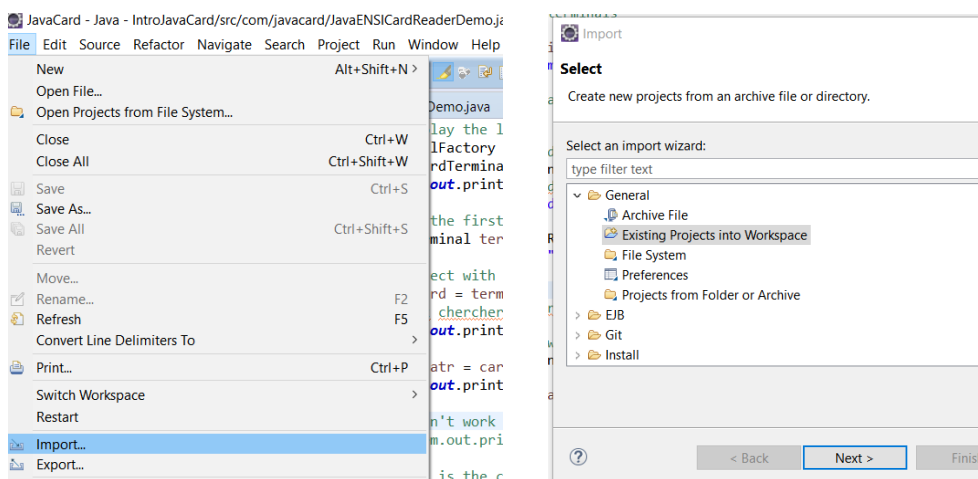 JavaCard - Java - IntroJavaCard/src/com/javacard/JavaENSICardReaderDemo.ja
File Edit Source Refactor Navigate Search Project Run Window Help
New Alt+Shift+N >
Open File...
Open Projects from File System...
Close Ctrl+W
Close All Ctrl+Shift+W
Save Ctrl+S
Save As...
Save All Ctrl+Shift+S
Revert
Move...
Rename... F2
Refresh F5
Convert Line Delimiters To >
Print... Ctrl+P
Switch Workspace >
Restart
Import...
Export...
Demo.java
lay the l
lFactory
rdTermina
out.print
the first
minal ter
ect with
rd = term
chercher
out.print
atr = car
out.print
n't work
m.out.pri
is the c
Import
Select
Create new projects from an archive file or directory.
Select an import wizard:
type filter text
General
Archive File
Existing Projects into Workspace
File System
Preferences
Projects from Folder or Archive
> EJB
> Git
> Install
? < Back Next > Finis